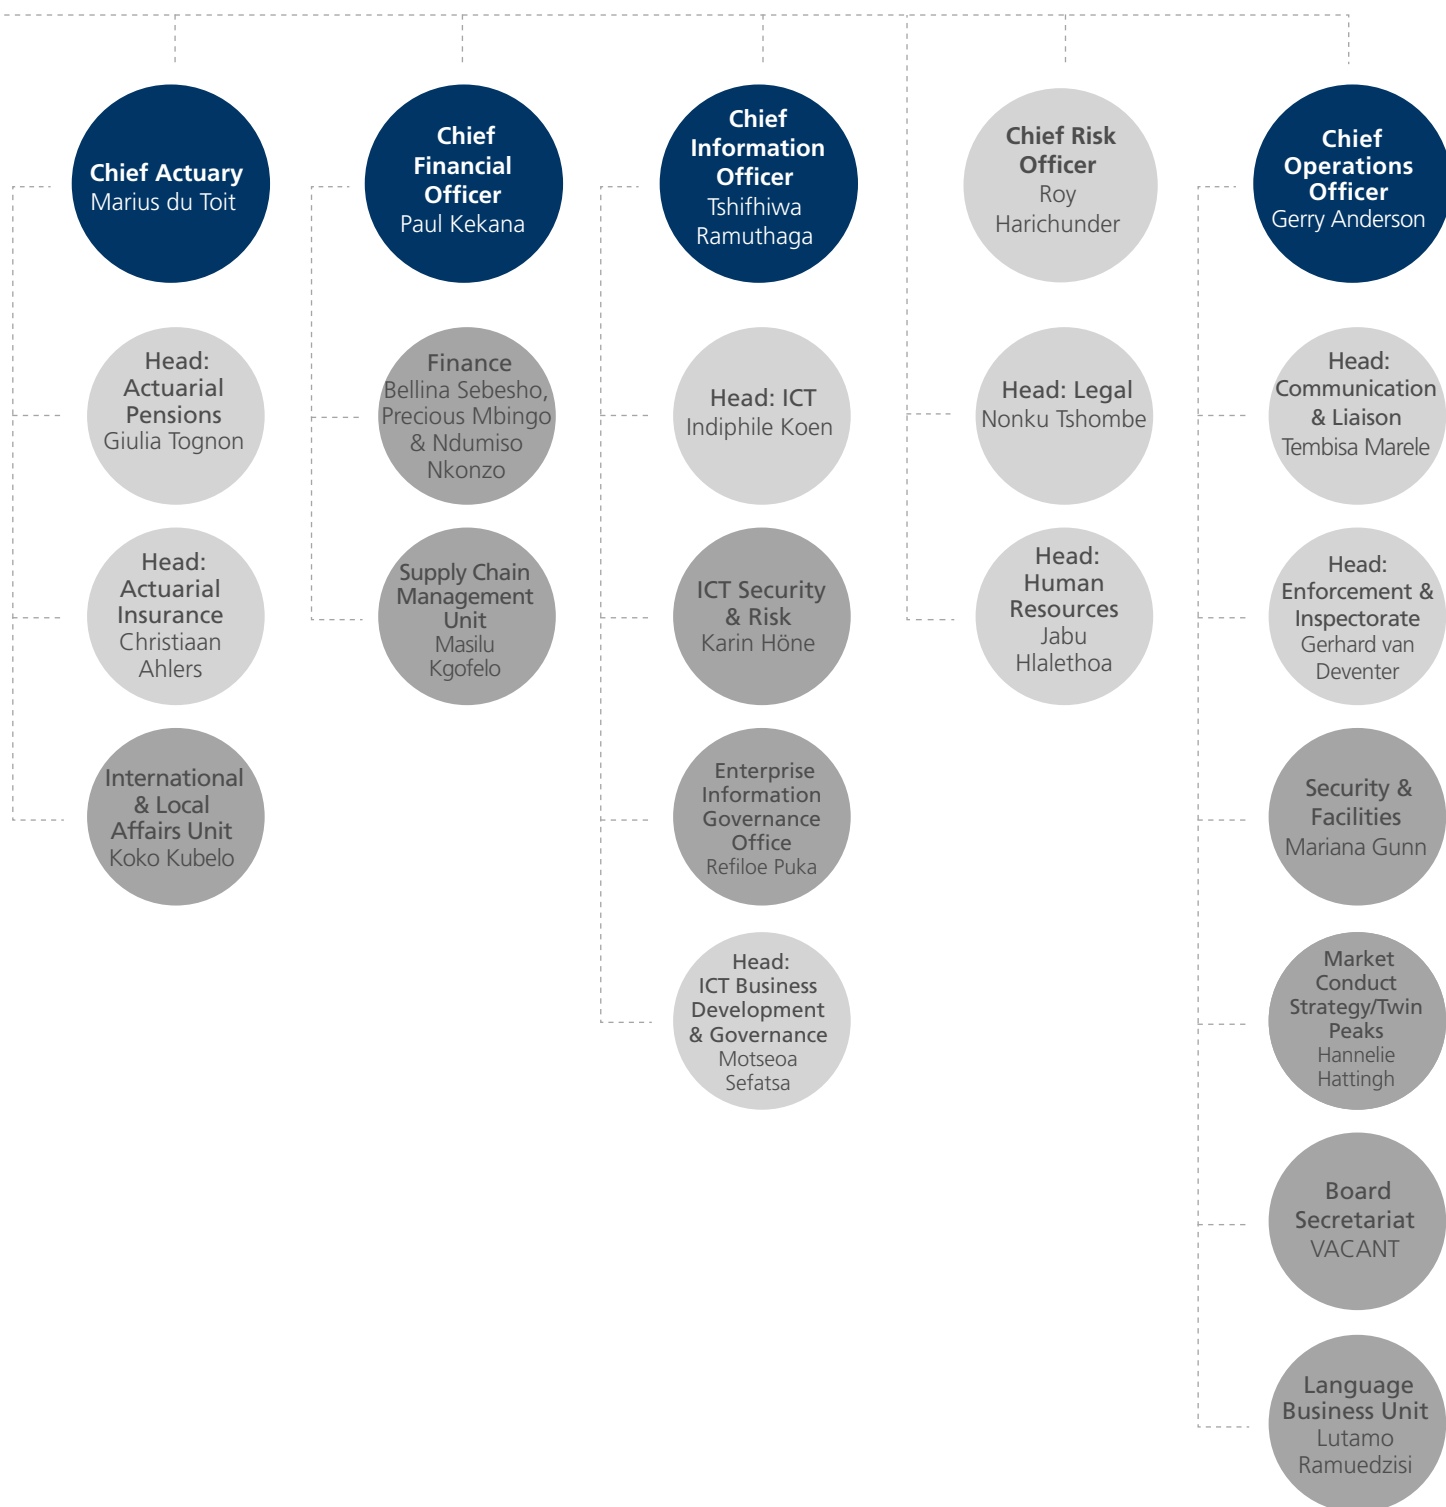 Chief Actuary
Marius du Toit
Chief
Financial
Officer
Paul Kekana
Chief
Information
Officer
Tshifhiwa
Ramuthaga
Chief Risk
Officer
Roy
Harichunder
Chief
Operations
Officer
Gerry Anderson
Head:
Actuarial
Pensions
Giulia Tognon
Finance
Bellina Sebesho,
Precious Mbingo
& Ndumiso
Nkonzo
Head: ICT
Indiphile Koen
Head: Legal
Nonku Tshombe
Head:
Communication
& Liaison
Tembisa Marele
Head:
Actuarial
Insurance
Christiaan
Ahlers
Supply Chain
Management
Unit
Masilu
Kgofelo
ICT Security
& Risk
Karin Höne
Head:
Human
Resources
Jabu
Hlalethoa
Head:
Enforcement &
Inspectorate
Gerhard van
Deventer
International
& Local
Affairs Unit
Koko Kubelo
Enterprise
Information
Governance
Office
Refiloe Puka
Security &
Facilities
Mariana Gunn
Head:
ICT Business
Development
& Governance
Motseoa
Sefatsa
Market
Conduct
Strategy/Twin
Peaks
Hannelie
Hattingh
Board
Secretariat
VACANT
Language
Business Unit
Lutamo
Ramuedzisi